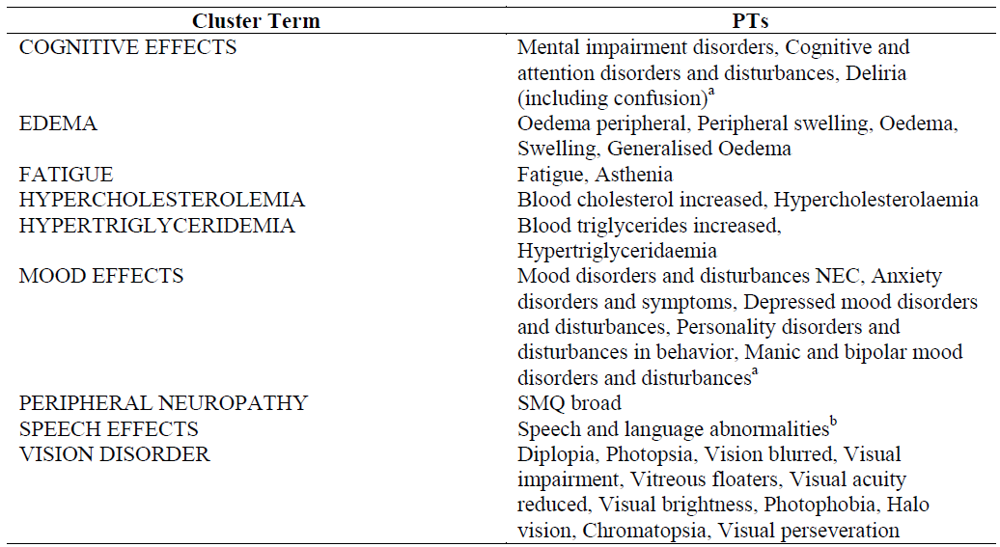 Cluster Term PTs
COGNITIVE EFFECTS Mental impairment disorders, Cognitive and
attention disorders and disturbances, Deliria
(including confusion)a
EDEMA Oedema peripheral, Peripheral swelling, Oedema,
Swelling, Generalised Oedema
FATIGUE Fatigue, Asthenia
HYPERCHOLESTEROLEMIA Blood cholesterol increased, Hypercholesterolaemia
HYPERTRIGLYCERIDEMIA Blood triglycerides increased,
Hypertriglyceridaemia
MOOD EFFECTS Mood disorders and disturbances NEC, Anxiety
disorders and symptoms, Depressed mood disorders
and disturbances, Personality disorders and
disturbances in behavior, Manic and bipolar mood
disorders and disturbancesa
PERIPHERAL NEUROPATHY SMQ broad
SPEECH EFFECTS Speech and language abnormalitiesb
VISION DISORDER Diplopia, Photopsia, Vision blurred, Visual
impairment, Vitreous floaters, Visual acuity
reduced, Visual brightness, Photophobia, Halo
vision, Chromatopsia, Visual perseveration